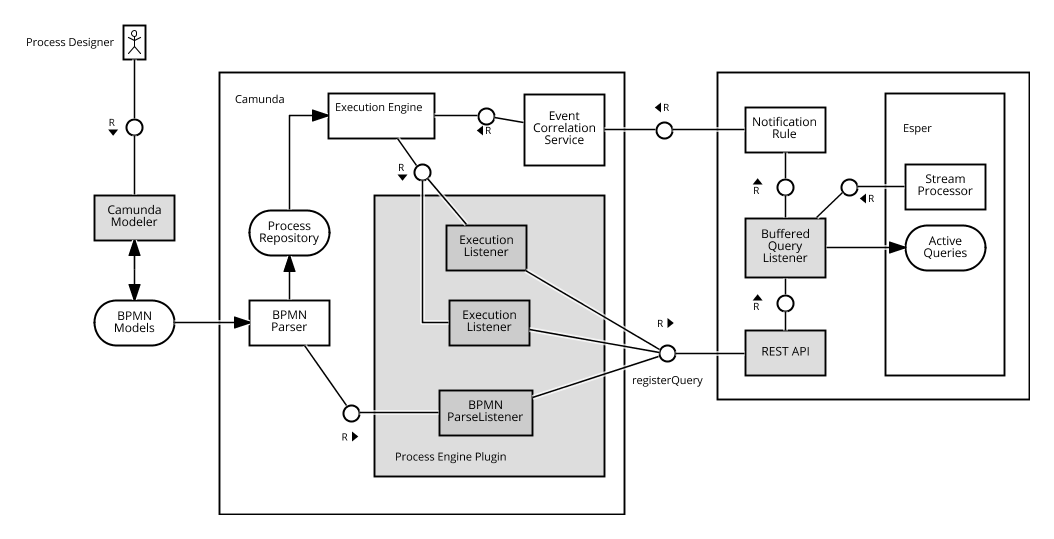 Process Designer
R
Camunda
Modeler
BPMN
Models
Camunda
Execution Engine
R
Event
Correlation
Service
R
Process
Repository
BPMN
Parser
R
Execution
Listener
Execution
Listener
BPMN
ParseListener
Process Engine Plugin
R
R
registerQuery
Notification
Rule
R
Buffered
Query
Listener
R
REST API
Esper
Stream
Processor
R
Active
Queries